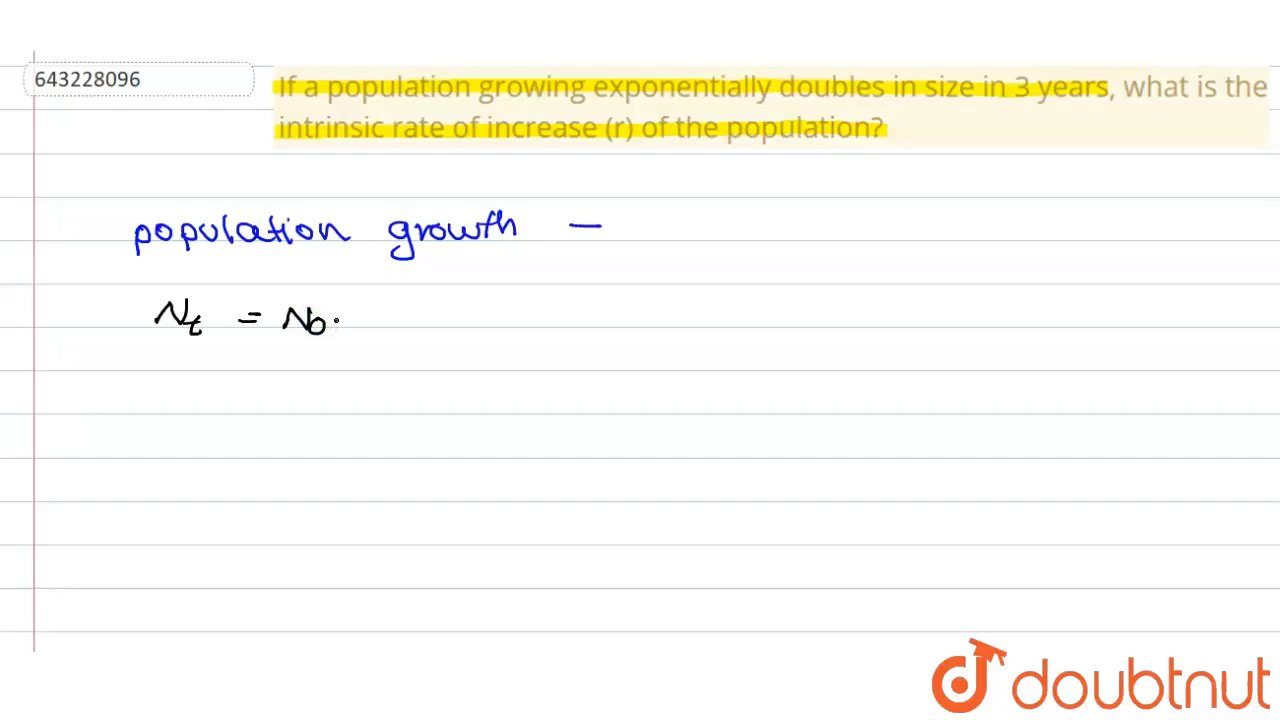 643228096
If a population growing exponentially doubles in size in 3 years, what is the
intrinsic rate of increase (r) of the population?
population growth –
Nt = No.
doubtnut